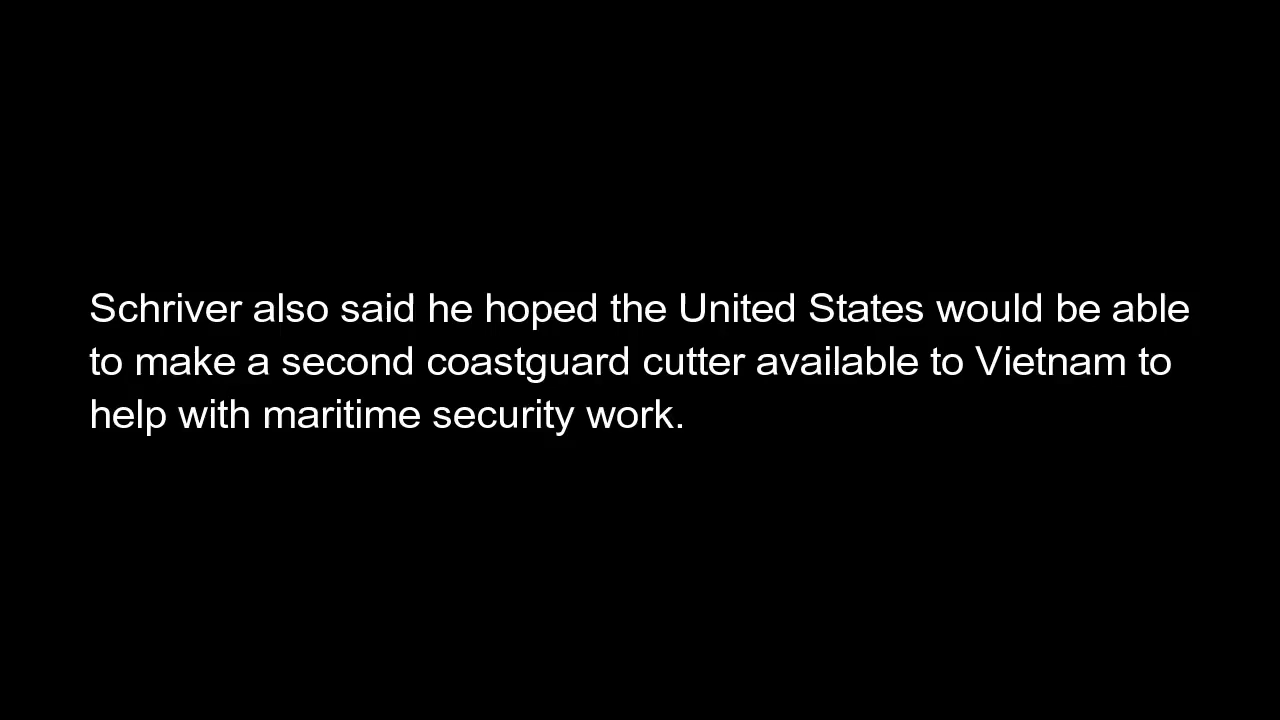 Schriver also said he hoped the United States would be able
to make a second coastguard cutter available to Vietnam to
help with maritime security work.